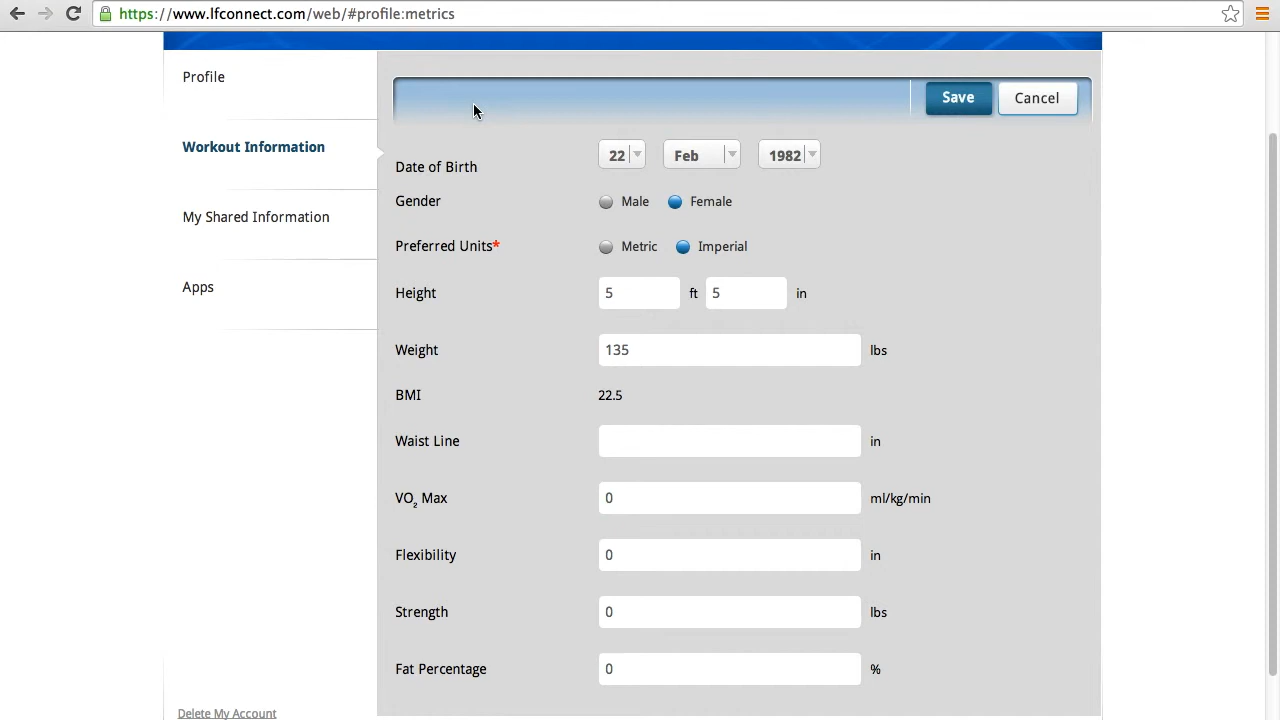 https://www.lfconnect.com/web/#profile:metrics
Profile
Workout Information
My Shared Information
Apps
Delete My Account
Save Cancel
Date of Birth 22 Feb 1982
Gender Male Female
Preferred Units* Metric Imperial
Height 5 ft 5 in
Weight 135 lbs
BMI 22.5
Waist Line in
VO₂ Max 0 ml/kg/min
Flexibility 0 in
Strength 0 lbs
Fat Percentage 0 %